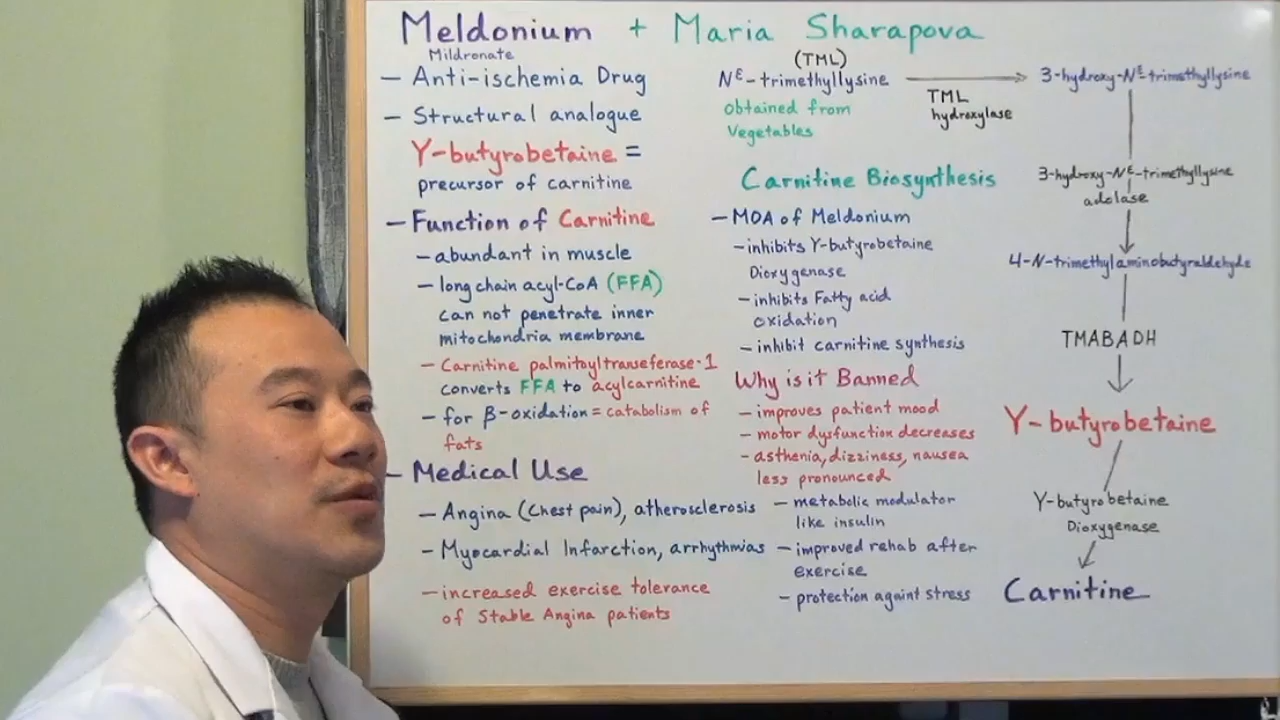 Meldonium + Maria Sharapova
Mildronate
- Anti-ischemia Drug
- Structural analogue
γ-butyrobetaine =
precursor of carnitine
- Function of Carnitine
- abundant in muscle
- long chain acyl-CoA (FFA)
can not penetrate inner
mitochondria membrane
- Carnitine palmitoyltranseferase-1
converts FFA to acylcarnitine
- for β-oxidation = catabolism of
fats
- Medical Use
- Angina (Chest pain), atherosclerosis
- Myocardial Infarction, arrhythmias
- increased exercise tolerance
of Stable Angina patients
(TML)
Nᵋ-trimethyllysine
obtained from
Vegetables
TML
hydroxylase
Carnitine Biosynthesis
- MOA of Meldonium
- inhibits γ-butyrobetaine
Dioxygenase
- inhibits Fatty acid
oxidation
- inhibit carnitine synthesis
Why is it Banned
- improves patient mood
- motor dysfunction decreases
- asthenia, dizziness, nausea
less pronounced
- metabolic modulator
like insulin
- improved rehab after
exercise
- protection againt stress
3-hydroxy-Nᵋ-trimethyllysine
3-hydroxy-Nᵋ-trimethyllysine
adolase
4-N-trimethylaminobutyraldehyde
TMABADH
γ-butyrobetaine
γ-butyrobetaine
Dioxygenase
Carnitine